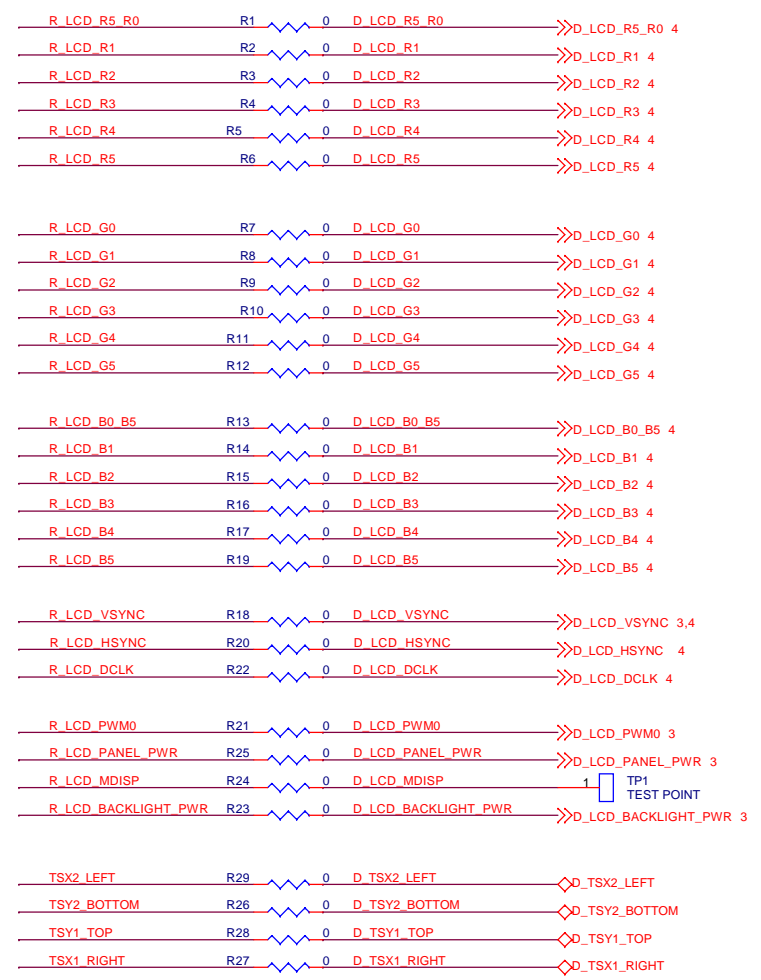 R_LCD_R5_R0 R1 0 D_LCD_R5_R0 D_LCD_R5_R0 4
R_LCD_R1 R2 0 D_LCD_R1 D_LCD_R1 4
R_LCD_R2 R3 0 D_LCD_R2 D_LCD_R2 4
R_LCD_R3 R4 0 D_LCD_R3 D_LCD_R3 4
R_LCD_R4 R5 0 D_LCD_R4 D_LCD_R4 4
R_LCD_R5 R6 0 D_LCD_R5 D_LCD_R5 4
R_LCD_G0 R7 0 D_LCD_G0 D_LCD_G0 4
R_LCD_G1 R8 0 D_LCD_G1 D_LCD_G1 4
R_LCD_G2 R9 0 D_LCD_G2 D_LCD_G2 4
R_LCD_G3 R10 0 D_LCD_G3 D_LCD_G3 4
R_LCD_G4 R11 0 D_LCD_G4 D_LCD_G4 4
R_LCD_G5 R12 0 D_LCD_G5 D_LCD_G5 4
R_LCD_B0_B5 R13 0 D_LCD_B0_B5 D_LCD_B0_B5 4
R_LCD_B1 R14 0 D_LCD_B1 D_LCD_B1 4
R_LCD_B2 R15 0 D_LCD_B2 D_LCD_B2 4
R_LCD_B3 R16 0 D_LCD_B3 D_LCD_B3 4
R_LCD_B4 R17 0 D_LCD_B4 D_LCD_B4 4
R_LCD_B5 R19 0 D_LCD_B5 D_LCD_B5 4
R_LCD_VSYNC R18 0 D_LCD_VSYNC D_LCD_VSYNC 3,4
R_LCD_HSYNC R20 0 D_LCD_HSYNC D_LCD_HSYNC 4
R_LCD_DCLK R22 0 D_LCD_DCLK D_LCD_DCLK 4
R_LCD_PWM0 R21 0 D_LCD_PWM0 D_LCD_PWM0 3
R_LCD_PANEL_PWR R25 0 D_LCD_PANEL_PWR D_LCD_PANEL_PWR 3
R_LCD_MDISP R24 0 D_LCD_MDISP 1 TP1
TEST POINT
R_LCD_BACKLIGHT_PWR R23 0 D_LCD_BACKLIGHT_PWR D_LCD_BACKLIGHT_PWR 3
TSX2_LEFT R29 0 D_TSX2_LEFT D_TSX2_LEFT
TSY2_BOTTOM R26 0 D_TSY2_BOTTOM D_TSY2_BOTTOM
TSY1_TOP R28 0 D_TSY1_TOP D_TSY1_TOP
TSX1_RIGHT R27 0 D_TSX1_RIGHT D_TSX1_RIGHT